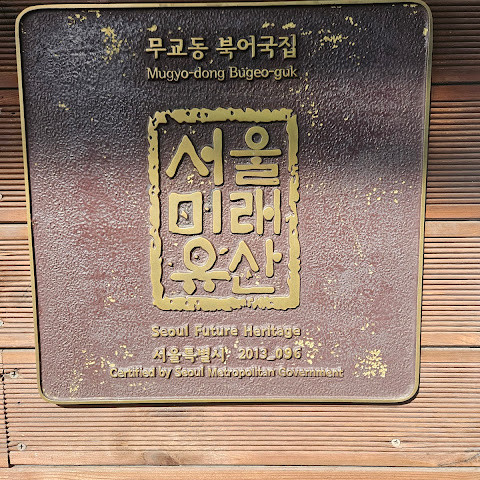 무교동 북어국집
Mugyo-dong Bugeo-guk
서울
미래
유산
Seoul Future Heritage
서울특별시 2013_096
Certified by Seoul Metropolitan Government